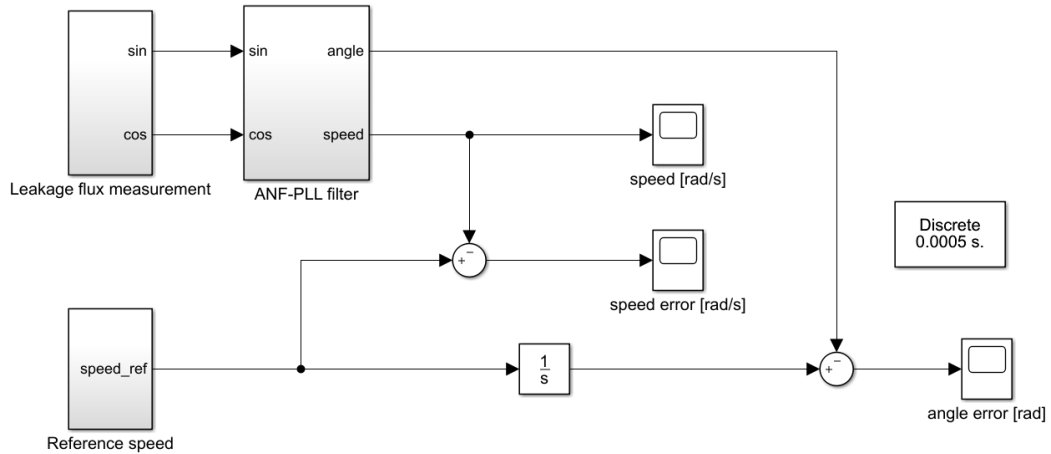 sin
cos
Leakage flux measurement
sin
cos
angle
speed
ANF-PLL filter
speed [rad/s]
Discrete
0.0005 s.
+
−
speed error [rad/s]
speed_ref
Reference speed
1
s
+
−
angle error [rad]